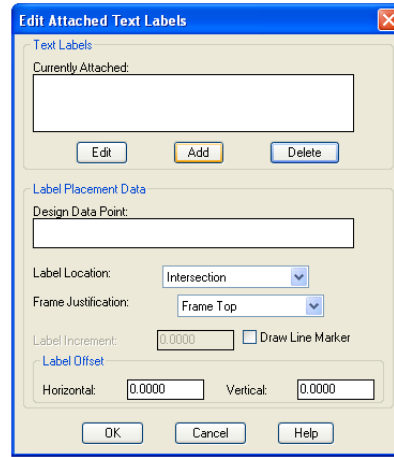 Edit Attached Text Labels
Text Labels
Currently Attached:
Edit Add Delete
Label Placement Data
Design Data Point:
Label Location: Intersection
Frame Justification: Frame Top
Label Increment: 0.0000 Draw Line Marker
Label Offset
Horizontal: 0.0000 Vertical: 0.0000
OK Cancel Help